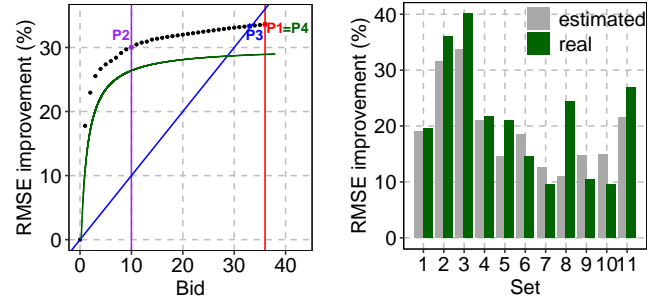 RMSE improvement (%)
30
20
10
0
P2
P3
P1=P4
0
10
20
30
40
Bid
RMSE improvement (%)
40
30
20
10
0
estimated
real
1 2 3 4 5 6 7 8 9 10 11
Set